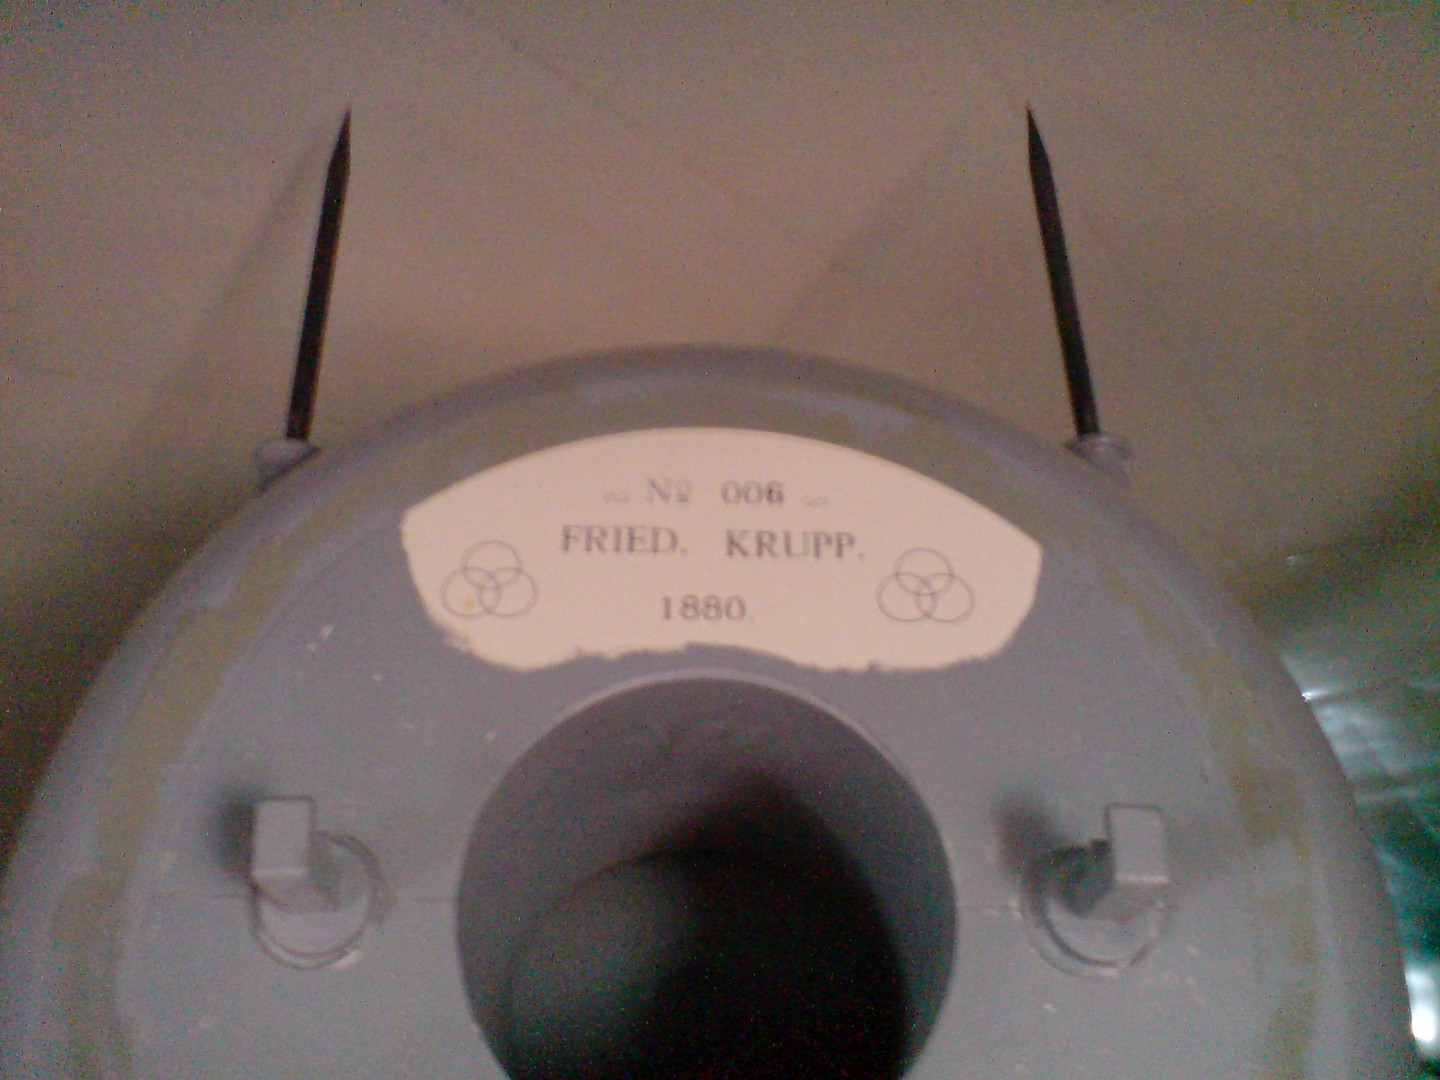 ~ Nº 006 ~
FRIED. KRUPP.
1880.